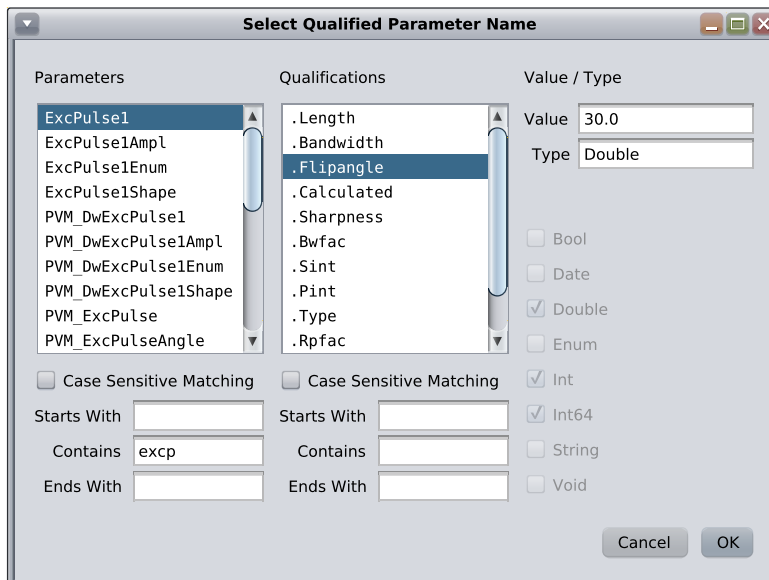 Select Qualified Parameter Name
Parameters
Qualifications
Value / Type
ExcPulse1
ExcPulse1Ampl
ExcPulse1Enum
ExcPulse1Shape
PVM_DwExcPulse1
PVM_DwExcPulse1Ampl
PVM_DwExcPulse1Enum
PVM_DwExcPulse1Shape
PVM_ExcPulse
PVM_ExcPulseAngle
.Length
.Bandwidth
.Flipangle
.Calculated
.Sharpness
.Bwfac
.Sint
.Pint
.Type
.Rpfac
Value 30.0
Type Double
Bool
Date
Double
Enum
Int
Int64
String
Void
Case Sensitive Matching
Starts With
Contains excp
Ends With
Case Sensitive Matching
Starts With
Contains
Ends With
Cancel
OK